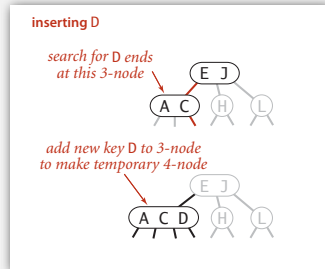 inserting D
search for D ends
at this 3-node
E J
A C
H
L
add new key D to 3-node
to make temporary 4-node
E J
A C D
H
L